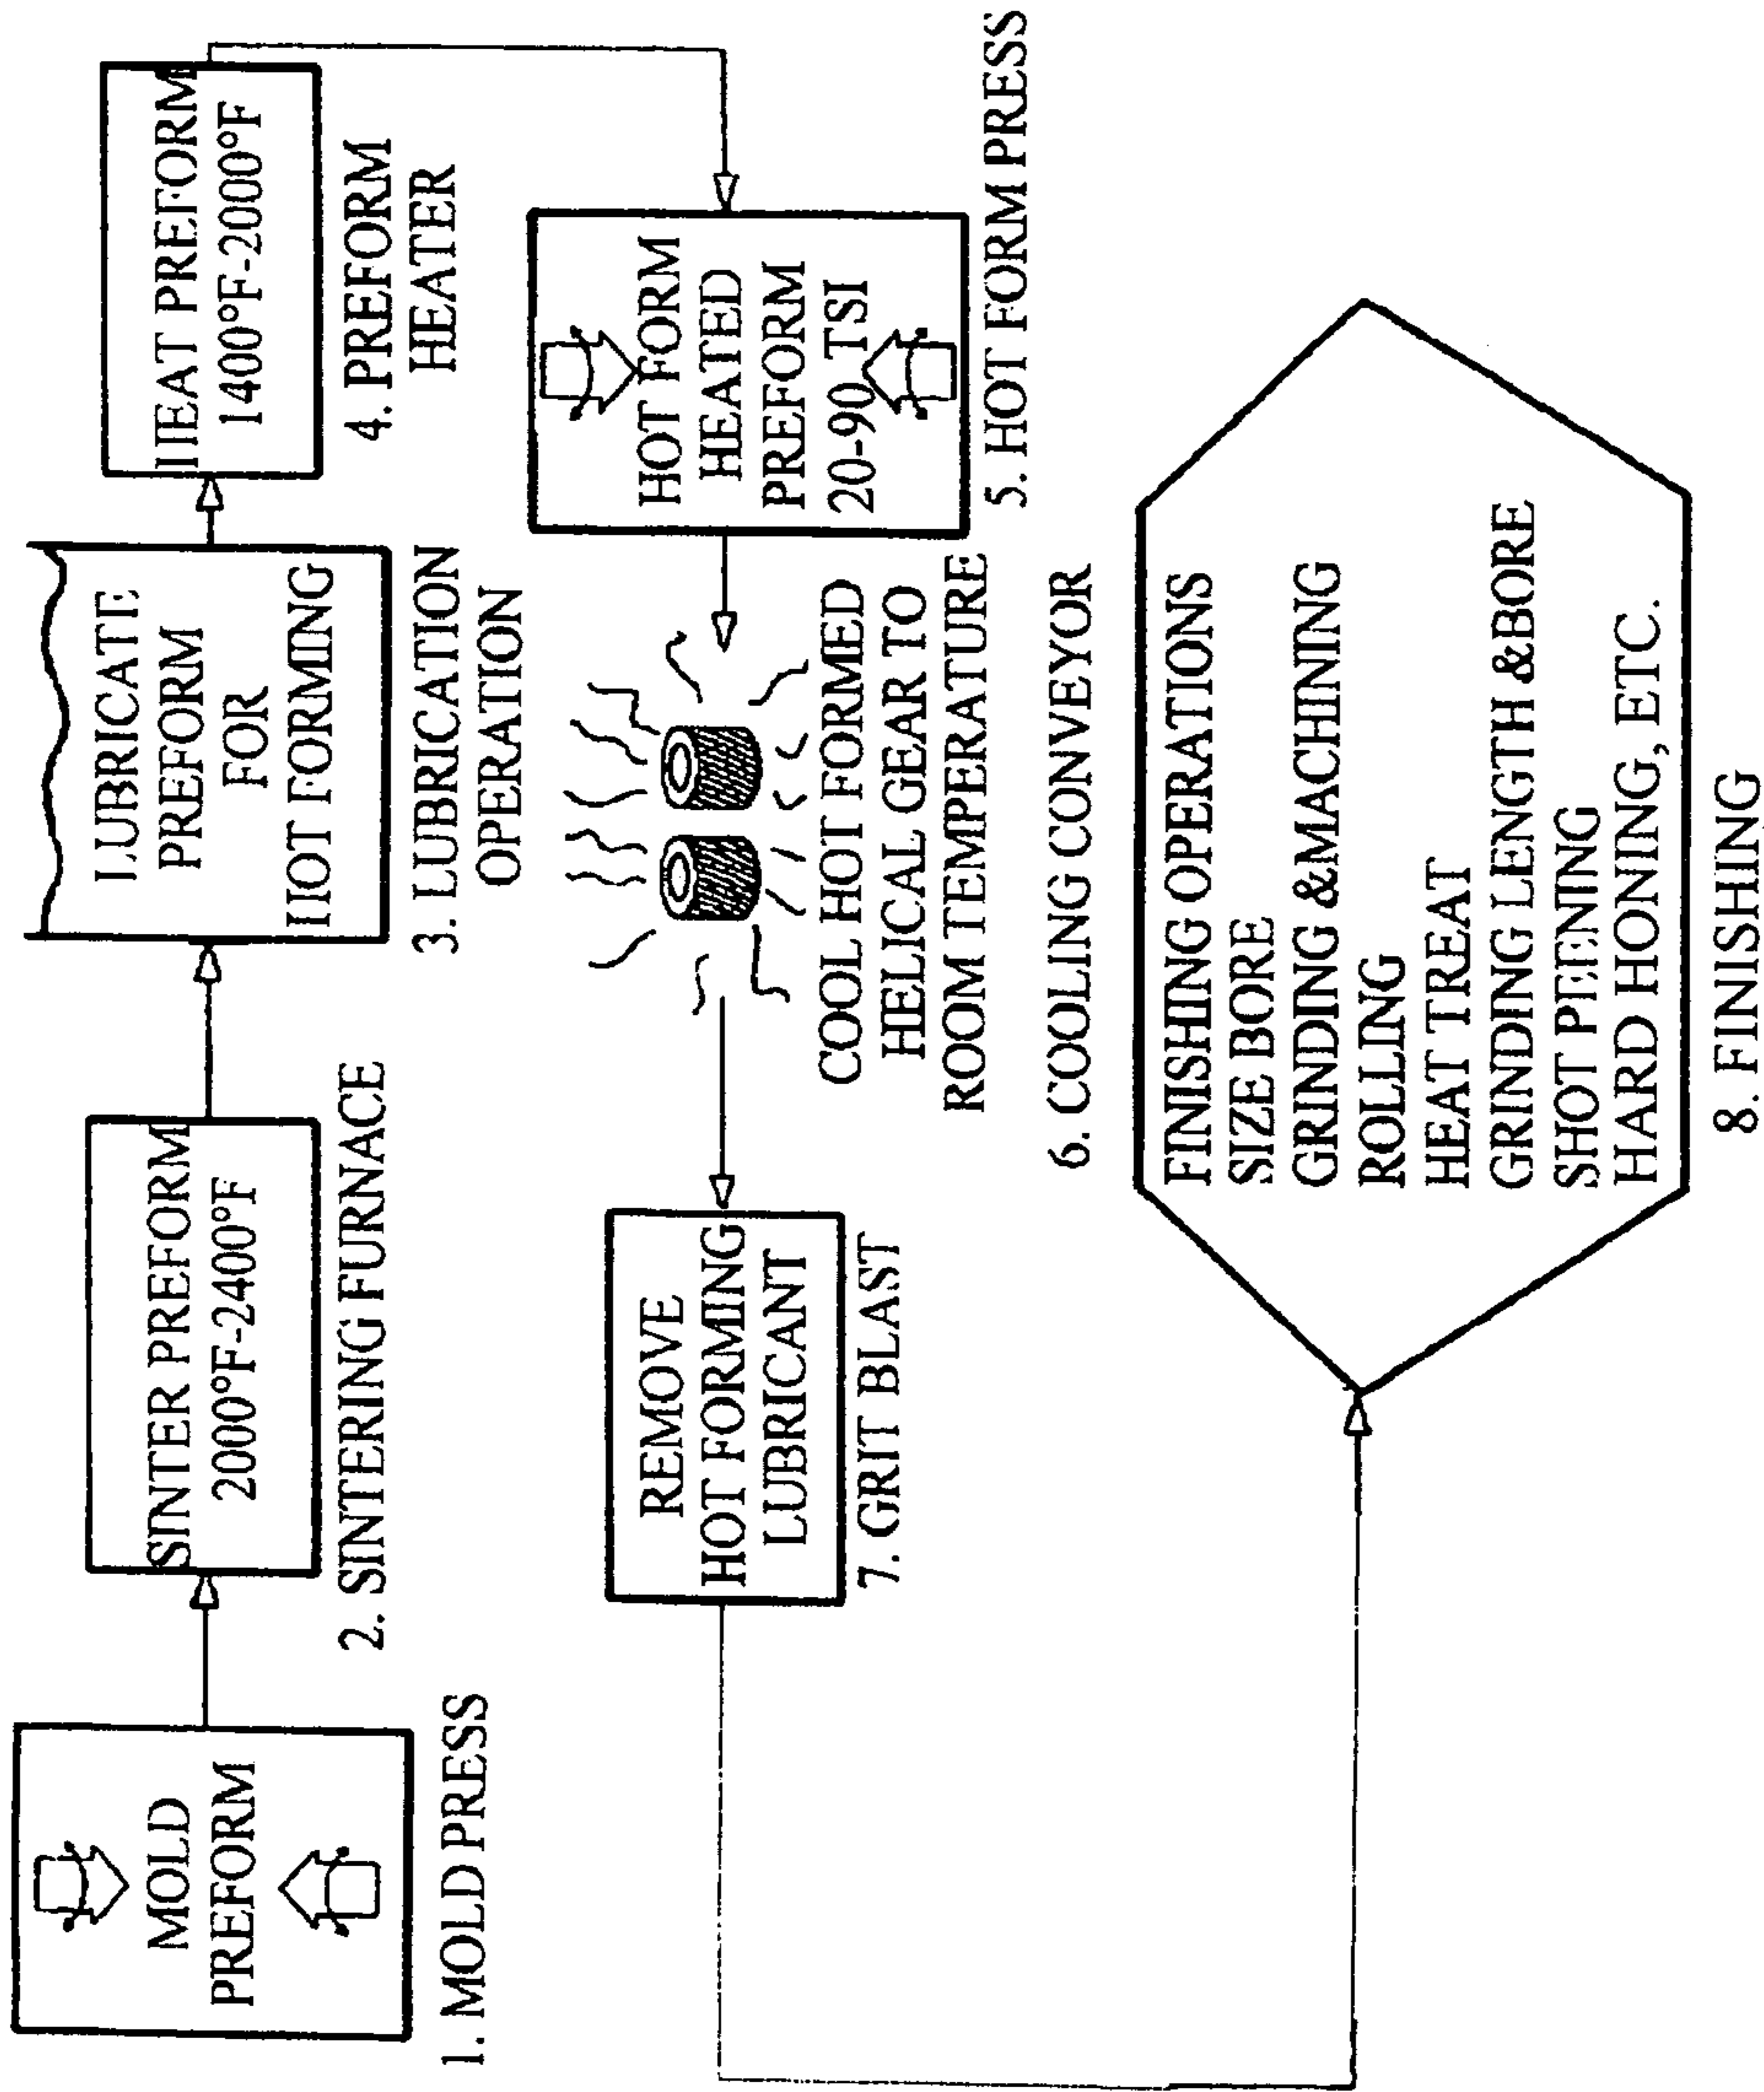 MOLD
PREFORM
1. MOLD PRESS
SINTER PREFORM
2000°F-2400°F
2. SINTERING FURNACE
LUBRICATE
PREFORM
FOR
HOT FORMING
3. LUBRICATION
OPERATION
HEAT PREFORM
1400°F-2000°F
4. PREFORM
HEATER
HOT FORM
HEATED
PREFORM
20-90 TSI
5. HOT FORM PRESS
COOL HOT FORMED
HELICAL GEAR TO
ROOM TEMPERATURE
6. COOLING CONVEYOR
REMOVE
HOT FORMING
LUBRICANT
7. GRIT BLAST
FINISHING OPERATIONS
SIZE BORE
GRINDING &MACHINING
ROLLING
HEAT TREAT
GRINDING LENGTH &BORE
SHOT PENING
HARD HONING, ETC.
8. FINISHING